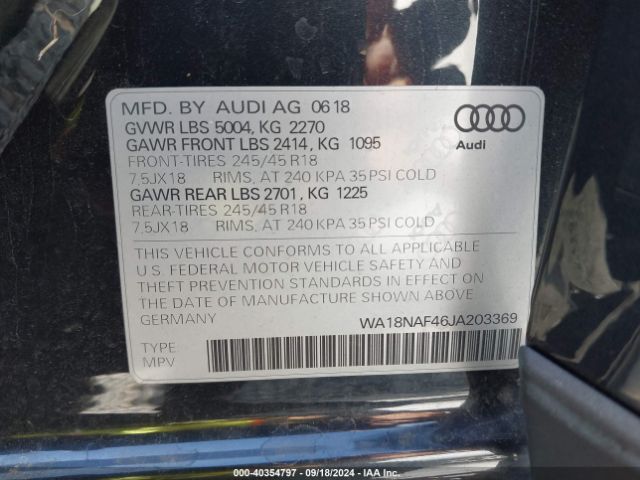 MFD. BY AUDI AG 06 18
GVWR LBS 5004, KG 2270
GAWR FRONT LBS 2414, KG 1095
FRONT-TIRES 245/45 R18
7,5JX18 RIMS, AT 240 KPA 35 PSI COLD
GAWR REAR LBS 2701, KG 1225
REAR-TIRES 245/45 R18
7,5JX18 RIMS, AT 240 KPA 35 PSI COLD
Audi
THIS VEHICLE CONFORMS TO ALL APPLICABLE
U.S. FEDERAL MOTOR VEHICLE SAFETY AND
THEFT PREVENTION STANDARDS IN EFFECT ON
THE DATE OF MANUFACTURE SHOWN ABOVE
GERMANY WA18NAF46JA203369
TYPE:
MPV
000-40354797 - 09/18/2024 - IAA Inc.